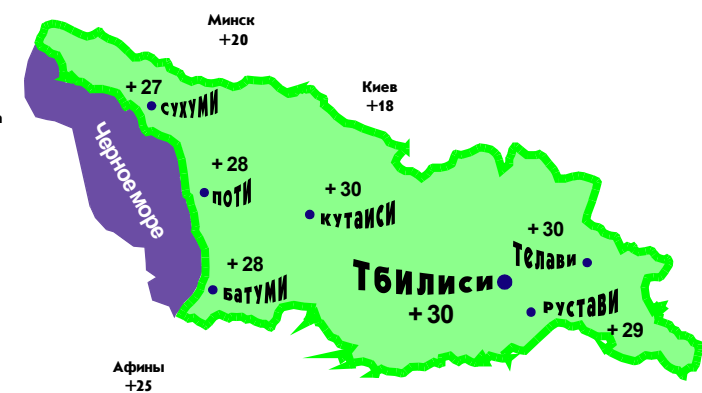 Минск
+20
Киев
+18
+27
сухуми
Черное море
+28
поти
+30
кутаиси
+28
батуми
Тбилиси
+30
+30
Телави
рустави
+29
Афины
+25